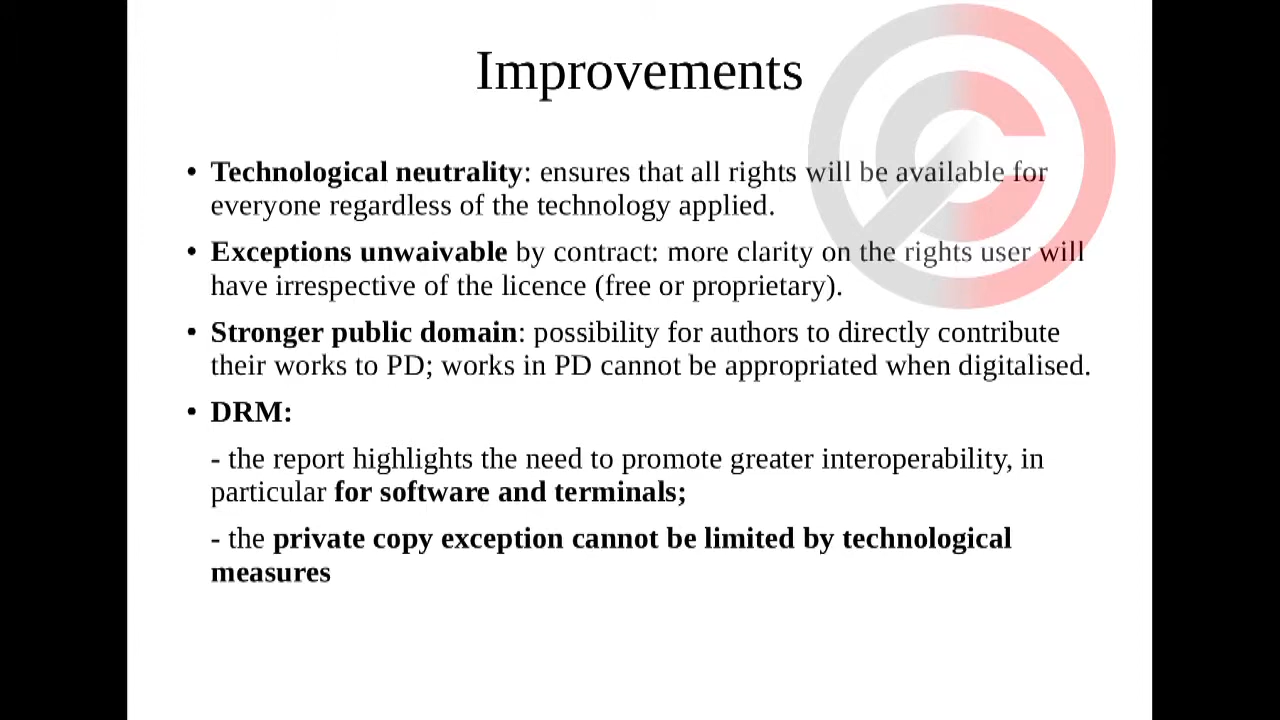 Improvements
• Technological neutrality: ensures that all rights will be available for
everyone regardless of the technology applied.
• Exceptions unwaivable by contract: more clarity on the rights user will
have irrespective of the licence (free or proprietary).
• Stronger public domain: possibility for authors to directly contribute
their works to PD; works in PD cannot be appropriated when digitalised.
• DRM:
- the report highlights the need to promote greater interoperability, in
particular for software and terminals;
- the private copy exception cannot be limited by technological
measures